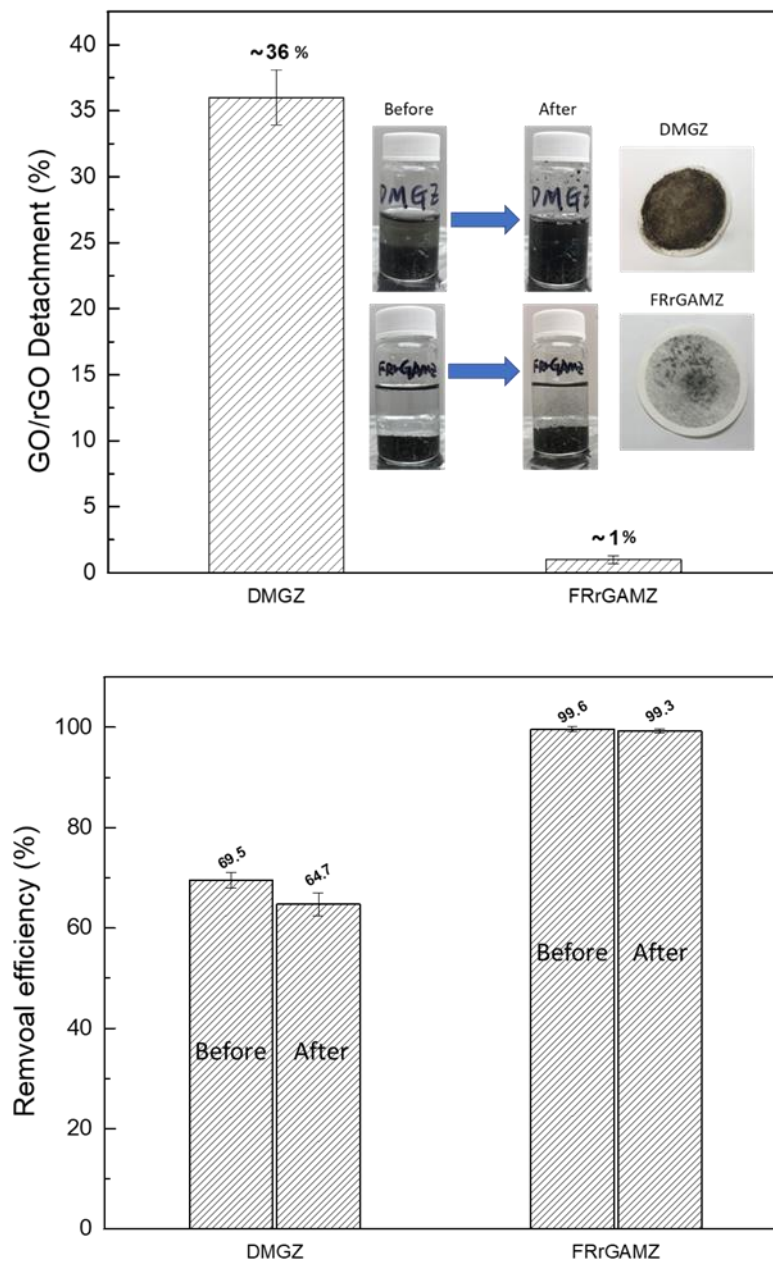 GO/rGO Detachment (%)
40
35
30
25
20
15
10
5
0
~36 %
Before
After
DMGZ
DMGZ
DMGZ
FRrGAMZ
FRrGAMZ
FRrGAMZ
~1 %
DMGZ
FRrGAMZ
Remvoal efficiency (%)
100
80
60
40
20
0
69.5
64.7
99.6
99.3
Before
After
Before
After
DMGZ
FRrGAMZ